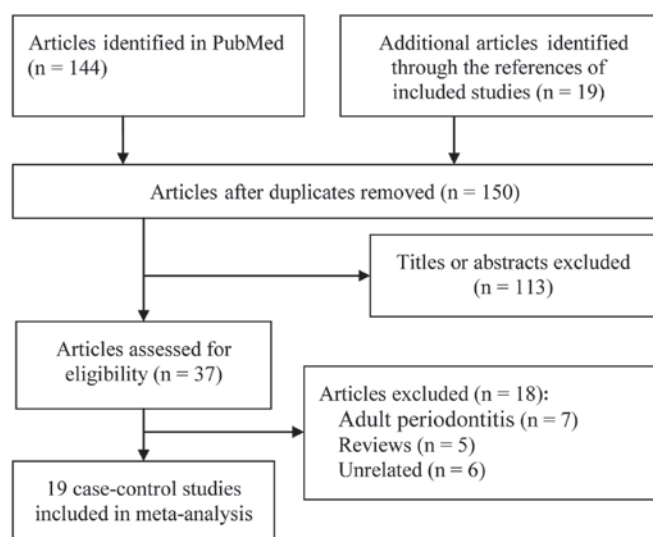 Articles identified in PubMed
(n = 144)
Additional articles identified
through the references of
included studies (n = 19)
Articles after duplicates removed (n = 150)
Titles or abstracts excluded
(n = 113)
Articles assessed for
eligibility (n = 37)
Articles excluded (n = 18):
Adult periodontitis (n = 7)
Reviews (n = 5)
Unrelated (n = 6)
19 case-control studies
included in meta-analysis